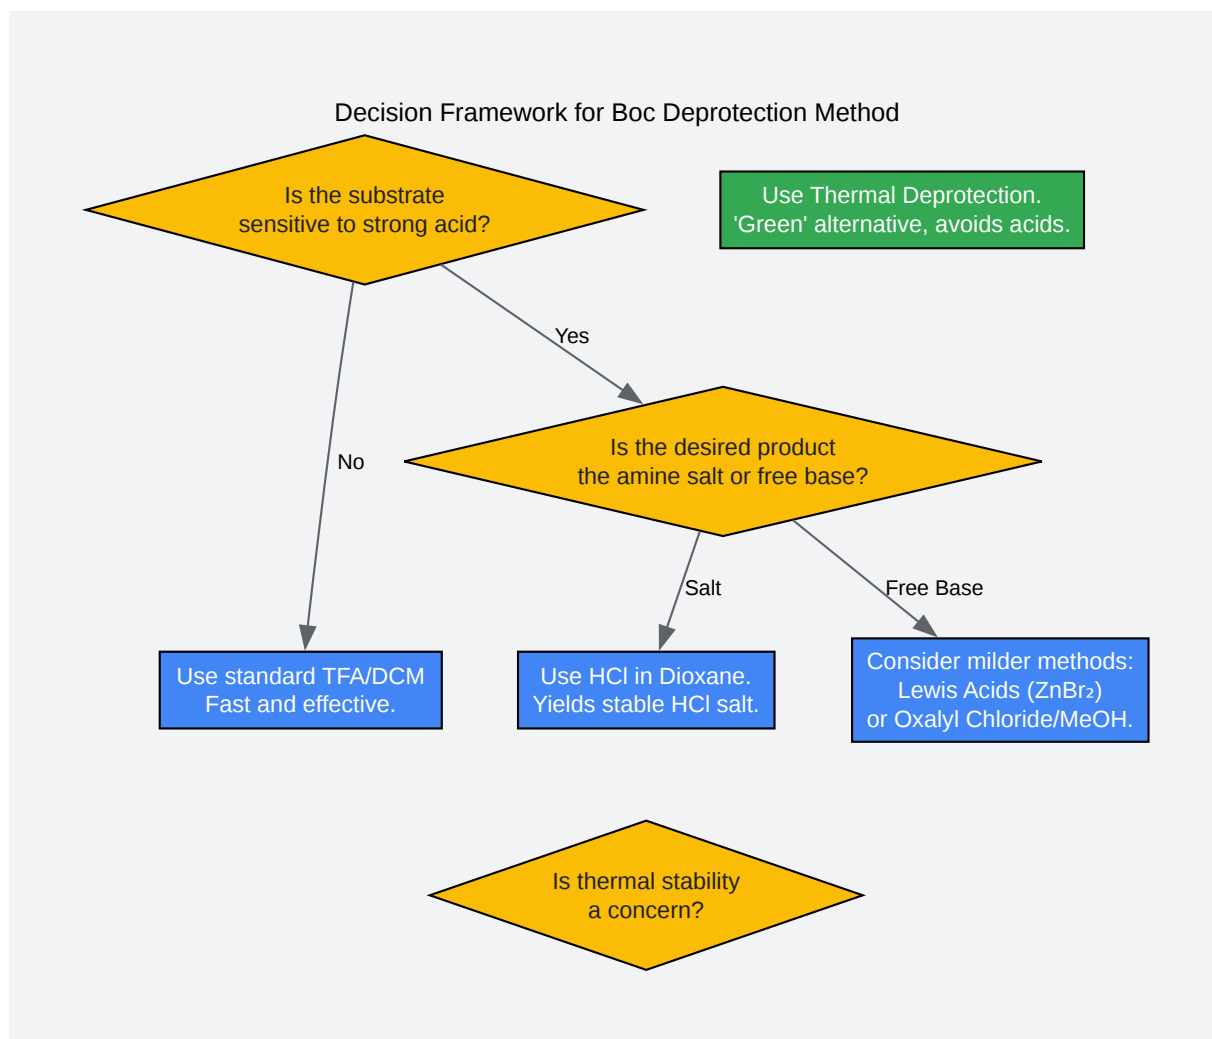 Decision Framework for Boc Deprotection Method
Is the substrate
sensitive to strong acid?
Use Thermal Deprotection.
'Green' alternative, avoids acids.
Yes
Is the desired product
the amine salt or free base?
No
Salt
Free Base
Use standard TFA/DCM
Fast and effective.
Use HCl in Dioxane.
Yields stable HCl salt.
Consider milder methods:
Lewis Acids (ZnBr₂)
or Oxalyl Chloride/MeOH.
Is thermal stability
a concern?